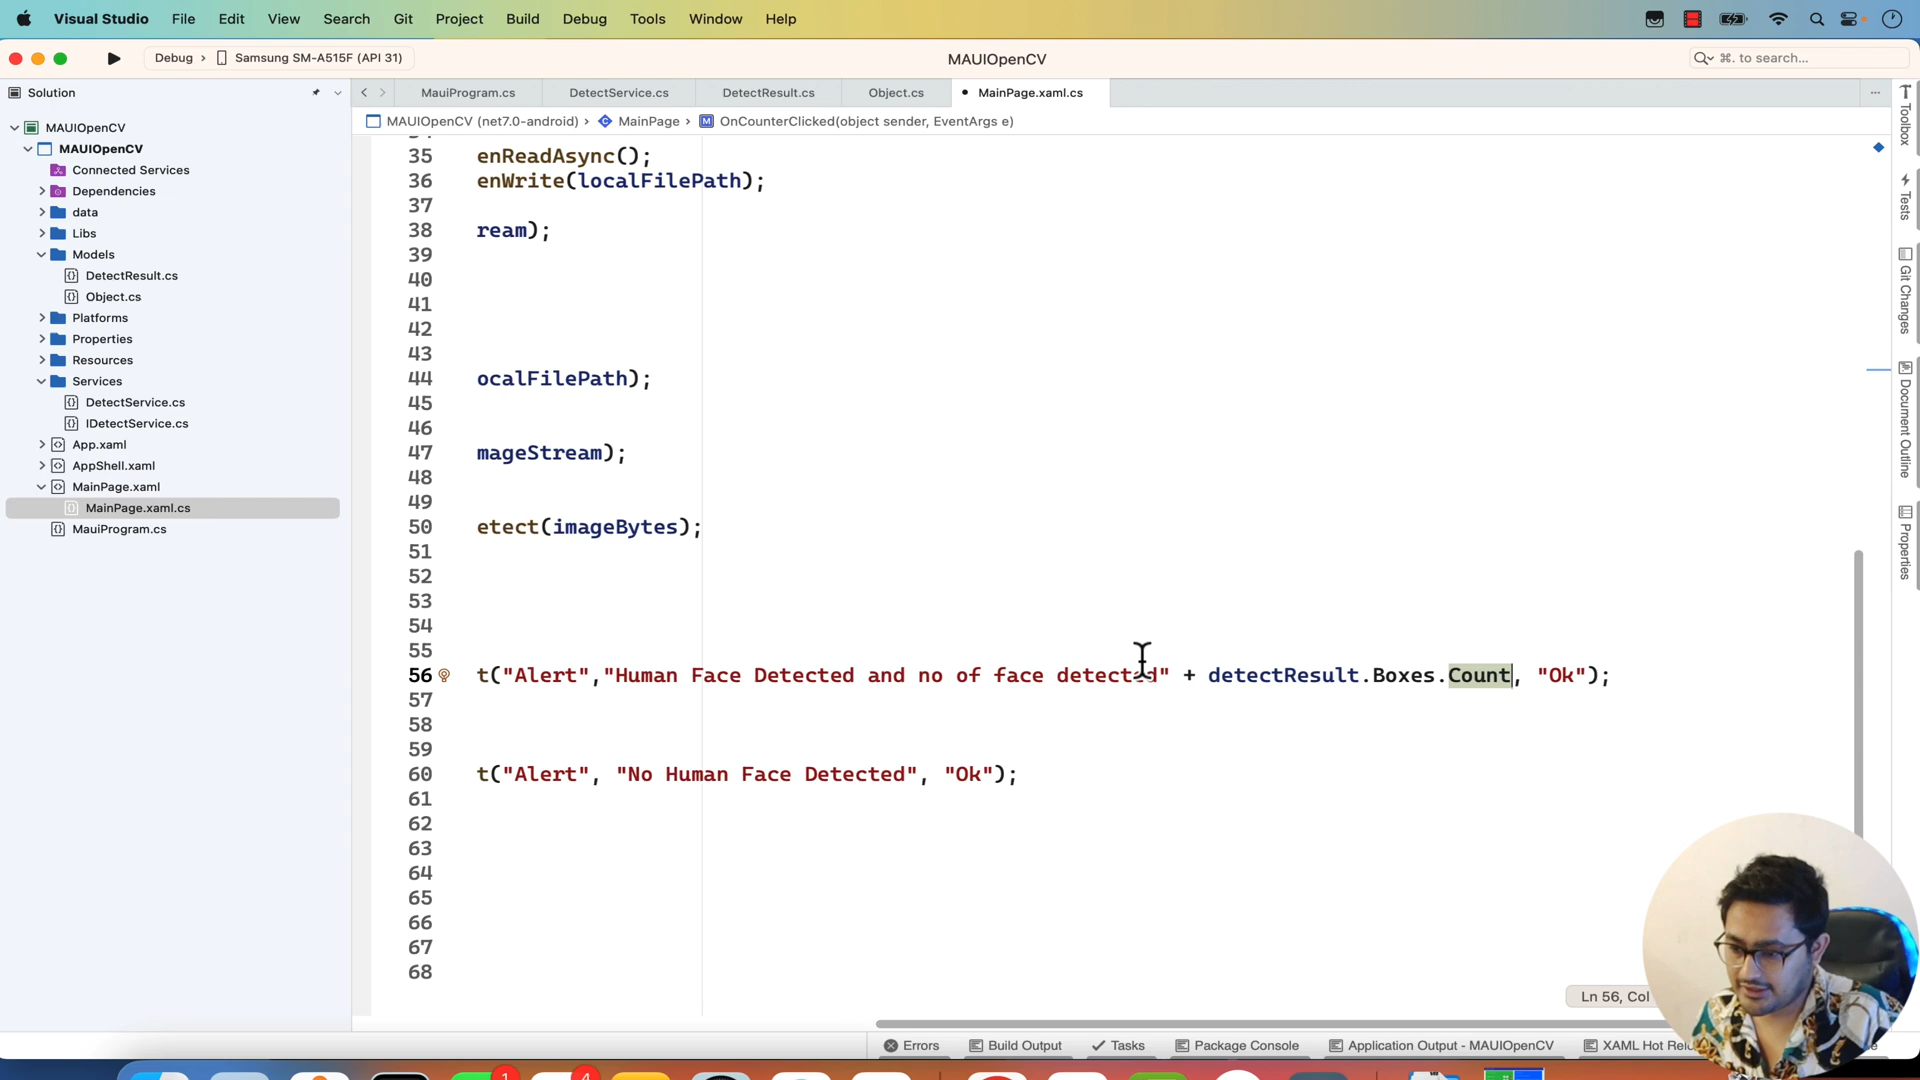 Visual Studio File Edit View Search Git Project Build Debug Tools Window Help
Debug › Samsung SM-A515F (API 31) MAUIOpenCV ⌘. to search...
Solution MauiProgram.cs DetectService.cs DetectResult.cs Object.cs MainPage.xaml.cs
MAUIOpenCV (net7.0-android) › MainPage › OnCounterClicked(object sender, EventArgs e)
MAUIOpenCV
MAUIOpenCV
Connected Services
Dependencies
data
Libs
Models
DetectResult.cs
Object.cs
Platforms
Properties
Resources
Services
DetectService.cs
IDetectService.cs
App.xaml
AppShell.xaml
MainPage.xaml
MainPage.xaml.cs
MauiProgram.cs
35 enReadAsync();
36 enWrite(localFilePath);
37
38 ream);
39
40
41
42
43
44 ocalFilePath);
45
46
47 mageStream);
48
49
50 etect(imageBytes);
51
52
53
54
55
56 t("Alert","Human Face Detected and no of face detected" + detectResult.Boxes.Count, "Ok");
57
58
59
60 t("Alert", "No Human Face Detected", "Ok");
61
62
63
64
65
66
67
68
Toolbox
Tests
Git Changes
Document Outline
Properties
Ln 56, Col
Errors Build Output Tasks Package Console Application Output - MAUIOpenCV XAML Hot Rel
1
4